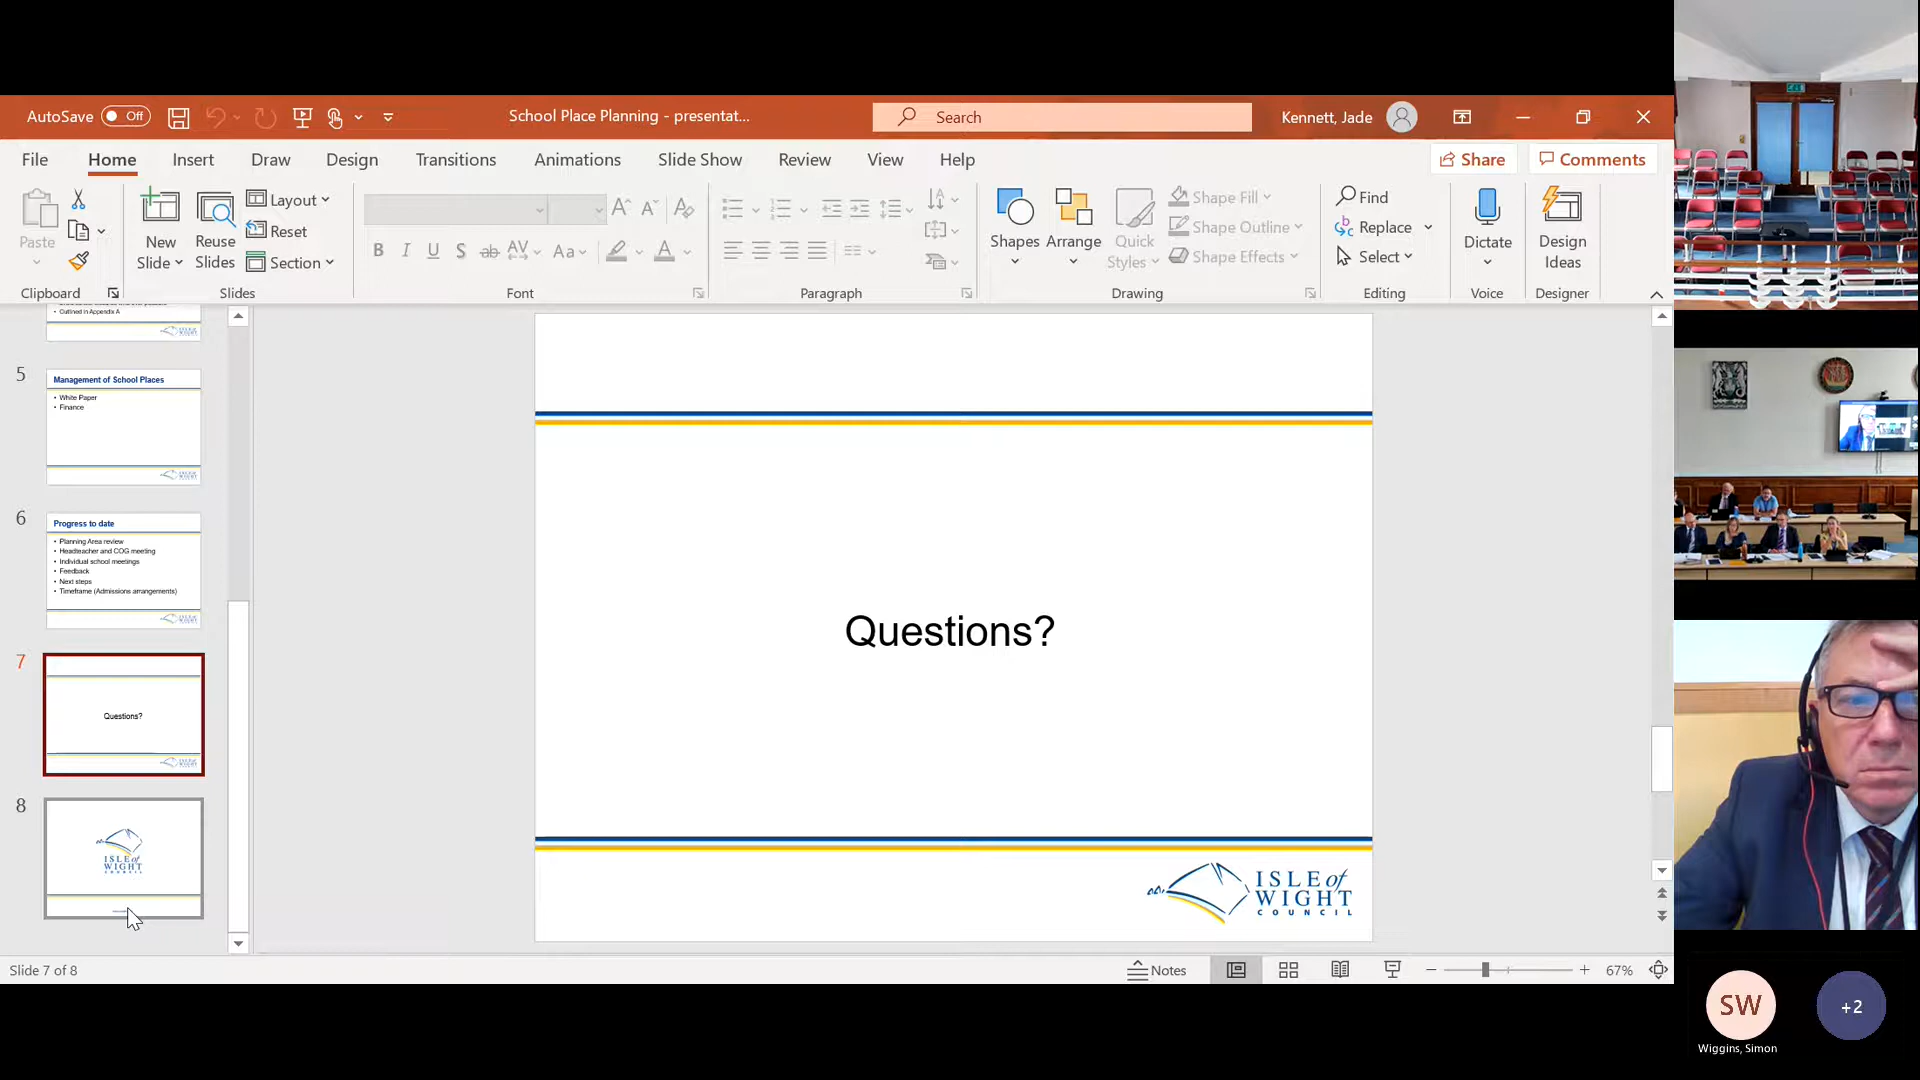 AutoSave Off
School Place Planning - presentat...
Search
Kennett, Jade
File Home Insert Draw Design Transitions Animations Slide Show Review View Help
Share Comments
Paste
New Slide
Reuse Slides
Layout
Reset
Section
Shapes
Arrange
Quick Styles
Shape Fill
Shape Outline
Shape Effects
Find
Replace
Select
Dictate
Design Ideas
Clipboard Slides Font Paragraph Drawing Editing Voice Designer
• Outlined in Appendix A
5
Management of School Places
• White Paper
• Finance
6
Progress to date
• Planning Area review
• Headteacher and COG meeting
• Individual school meetings
• Feedback
• Next steps
• Timeframe (Admissions arrangements)
7
Questions?
8
ISLE of
WIGHT
COUNCIL
Questions?
ISLE of
WIGHT
COUNCIL
Slide 7 of 8
Notes
67%
SW
+2
Wiggins, Simon